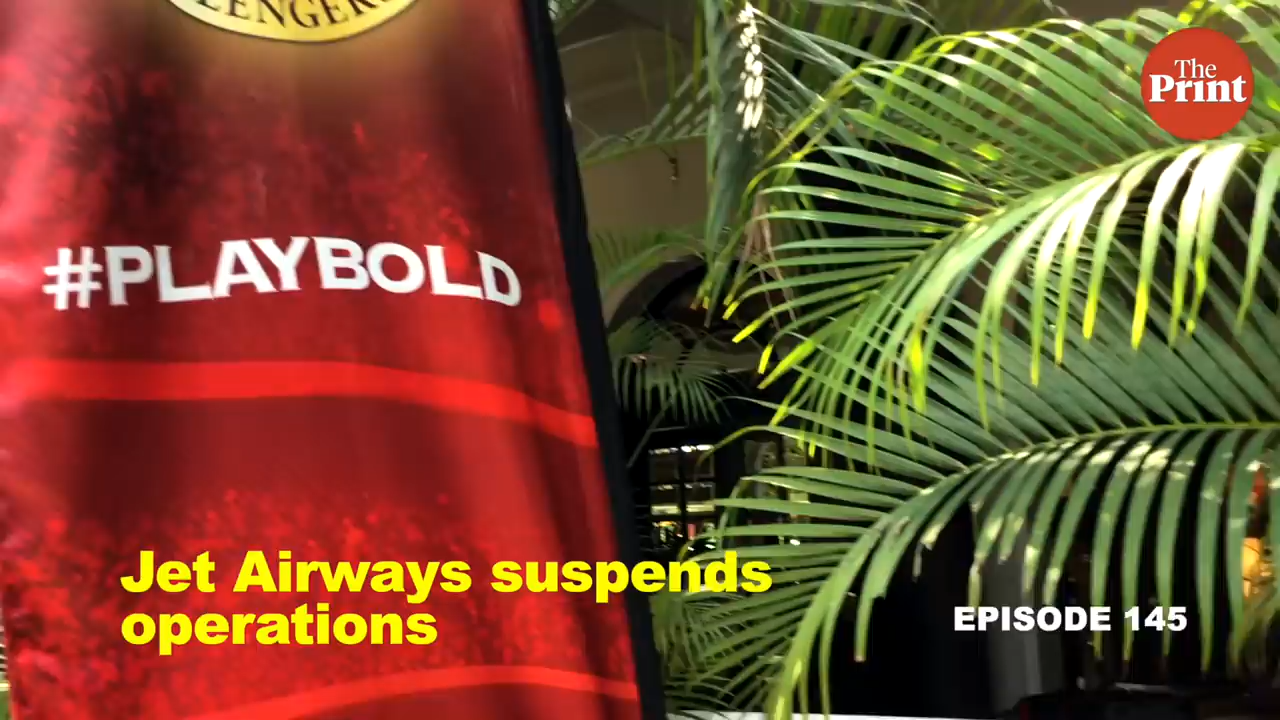 The
Print
#PLAYBOLD
Jet Airways suspends
operations
EPISODE 145